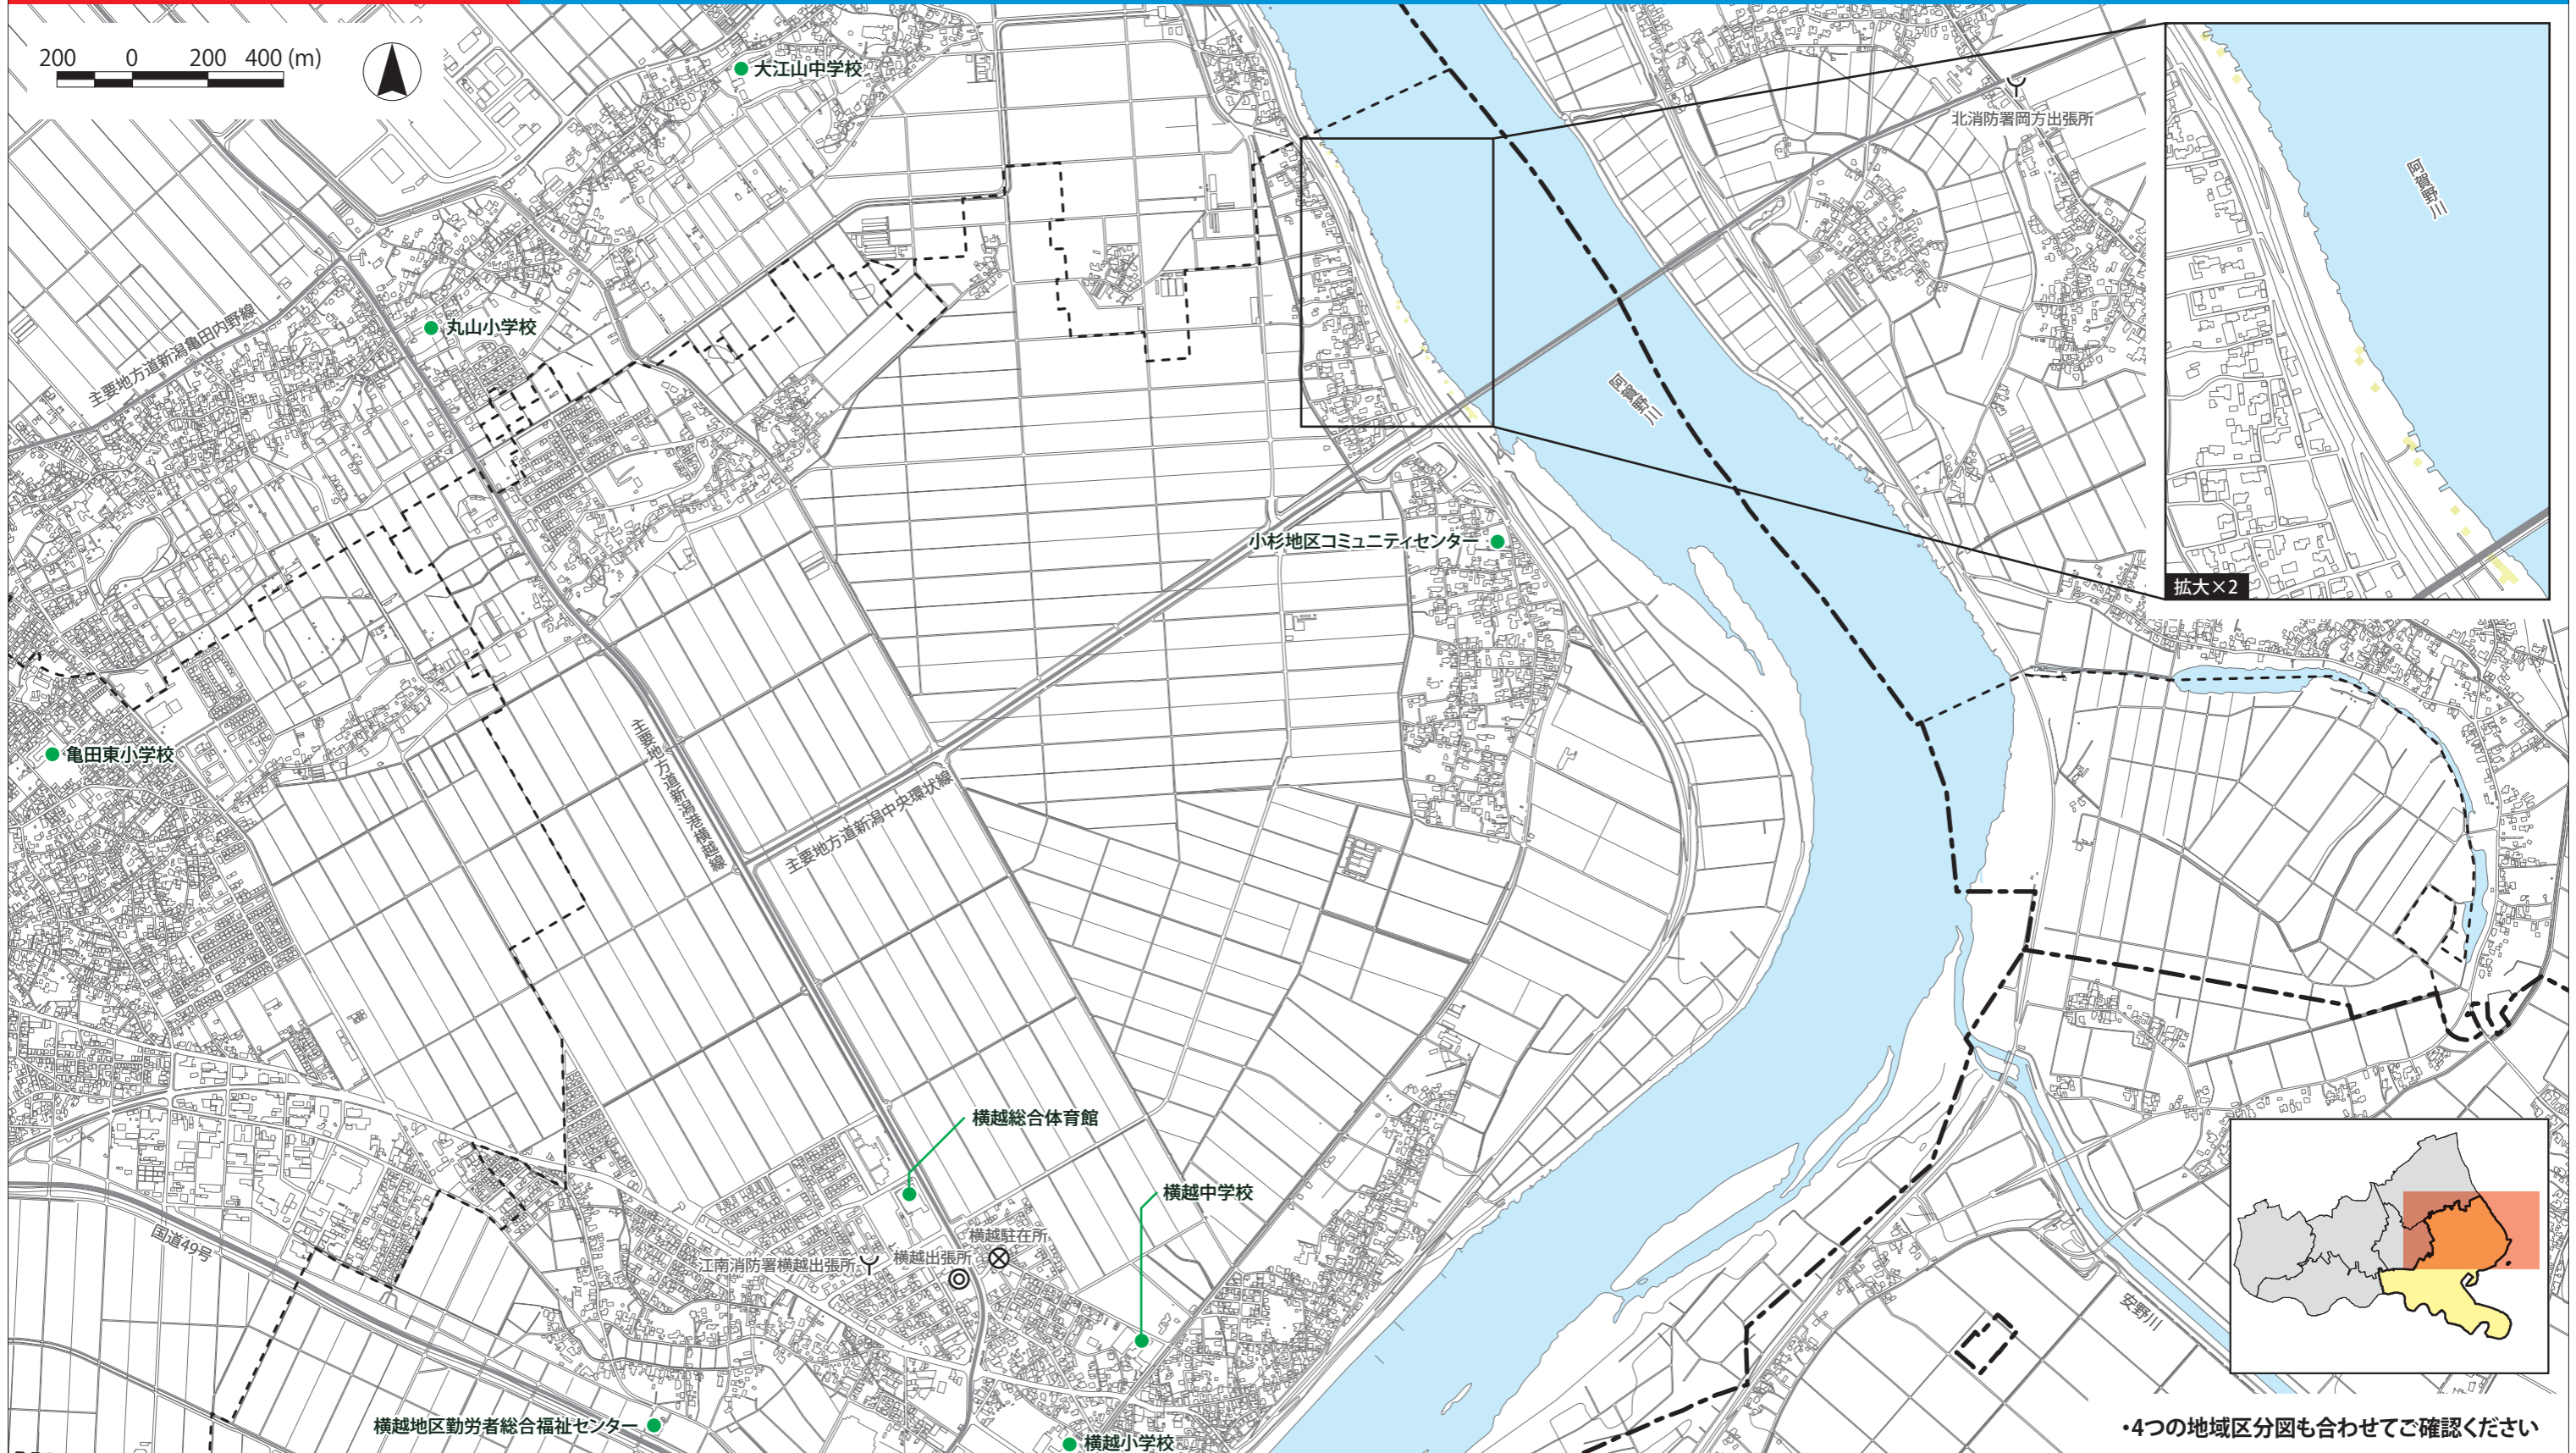 200 0 200 400 (m)
大江山中学校
北消防署岡方出張所
阿賀野川
丸山小学校
主要地方道新潟亀田内野線
阿賀野川
小杉地区コミュニティセンター
拡大×2
亀田東小学校
主要地方道新潟港横越線
主要地方道新潟中央環状線
横越総合体育館
横越中学校
国道49号
横越駐在所
江南消防署横越出張所
横越出張所
安野川
横越地区勤労者総合福祉センター
横越小学校
・4つの地域区分図も合わせてご確認ください